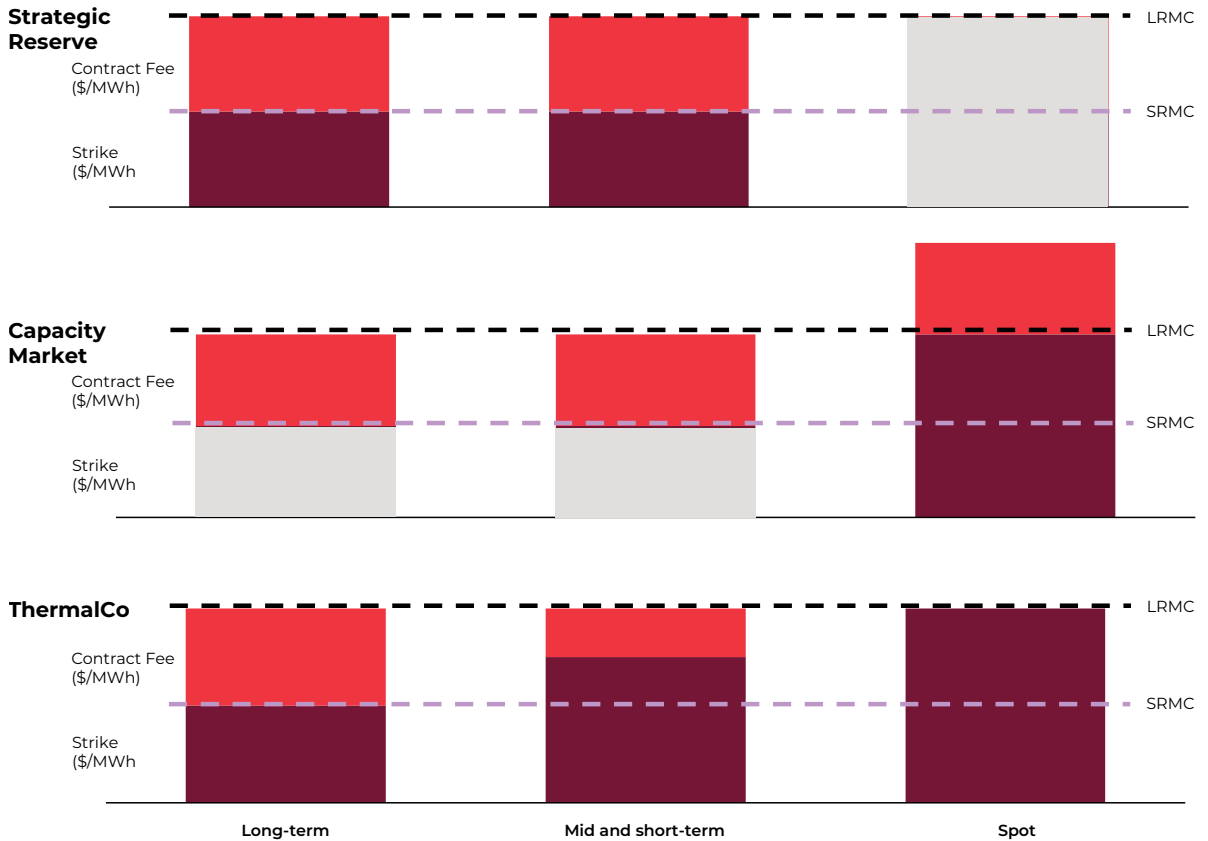 Strategic
Reserve
LRMC
Contract Fee
($/MWh)
SRMC
Strike
($/MWh
Capacity
Market
LRMC
Contract Fee
($/MWh)
SRMC
Strike
($/MWh
ThermalCo
LRMC
Contract Fee
($/MWh)
SRMC
Strike
($/MWh
Long-term
Mid and short-term
Spot